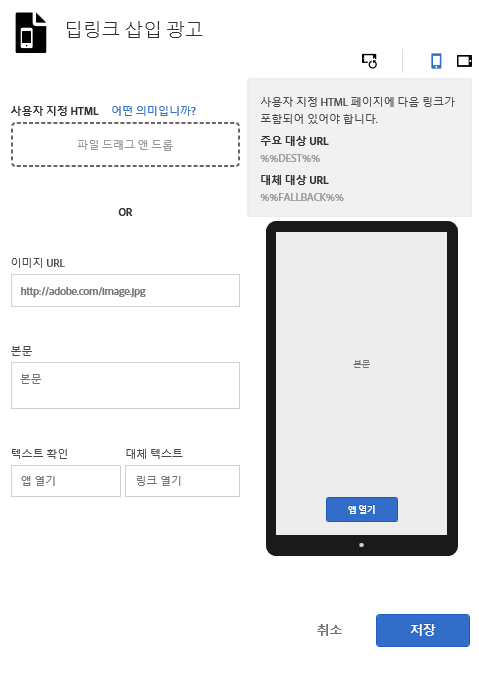 딥링크 삽입 광고
사용자 지정 HTML 어떤 의미입니까?
파일 드래그 앤 드롭
OR
이미지 URL
http://adobe.com/image.jpg
본문
본문
텍스트 확인 대체 텍스트
앱 열기 링크 열기
사용자 지정 HTML 페이지에 다음 링크가
포함되어 있어야 합니다.
주요 대상 URL
%%DEST%%
대체 대상 URL
%%FALLBACK%%
본문
앱 열기
취소 저장